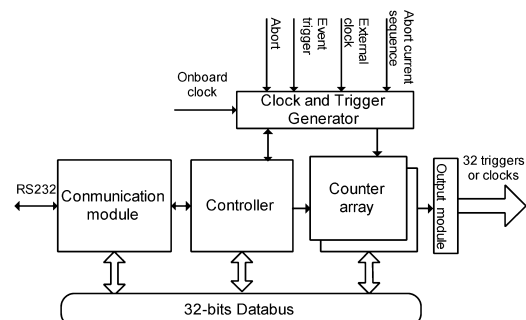 Abort
Event
trigger
External
clock
Abort current
sequence
Onboard
clock
Clock and Trigger
Generator
RS232
Conmunication
module
Controller
Counter
array
Output module
32 triggers
or clocks
32-bits Databus